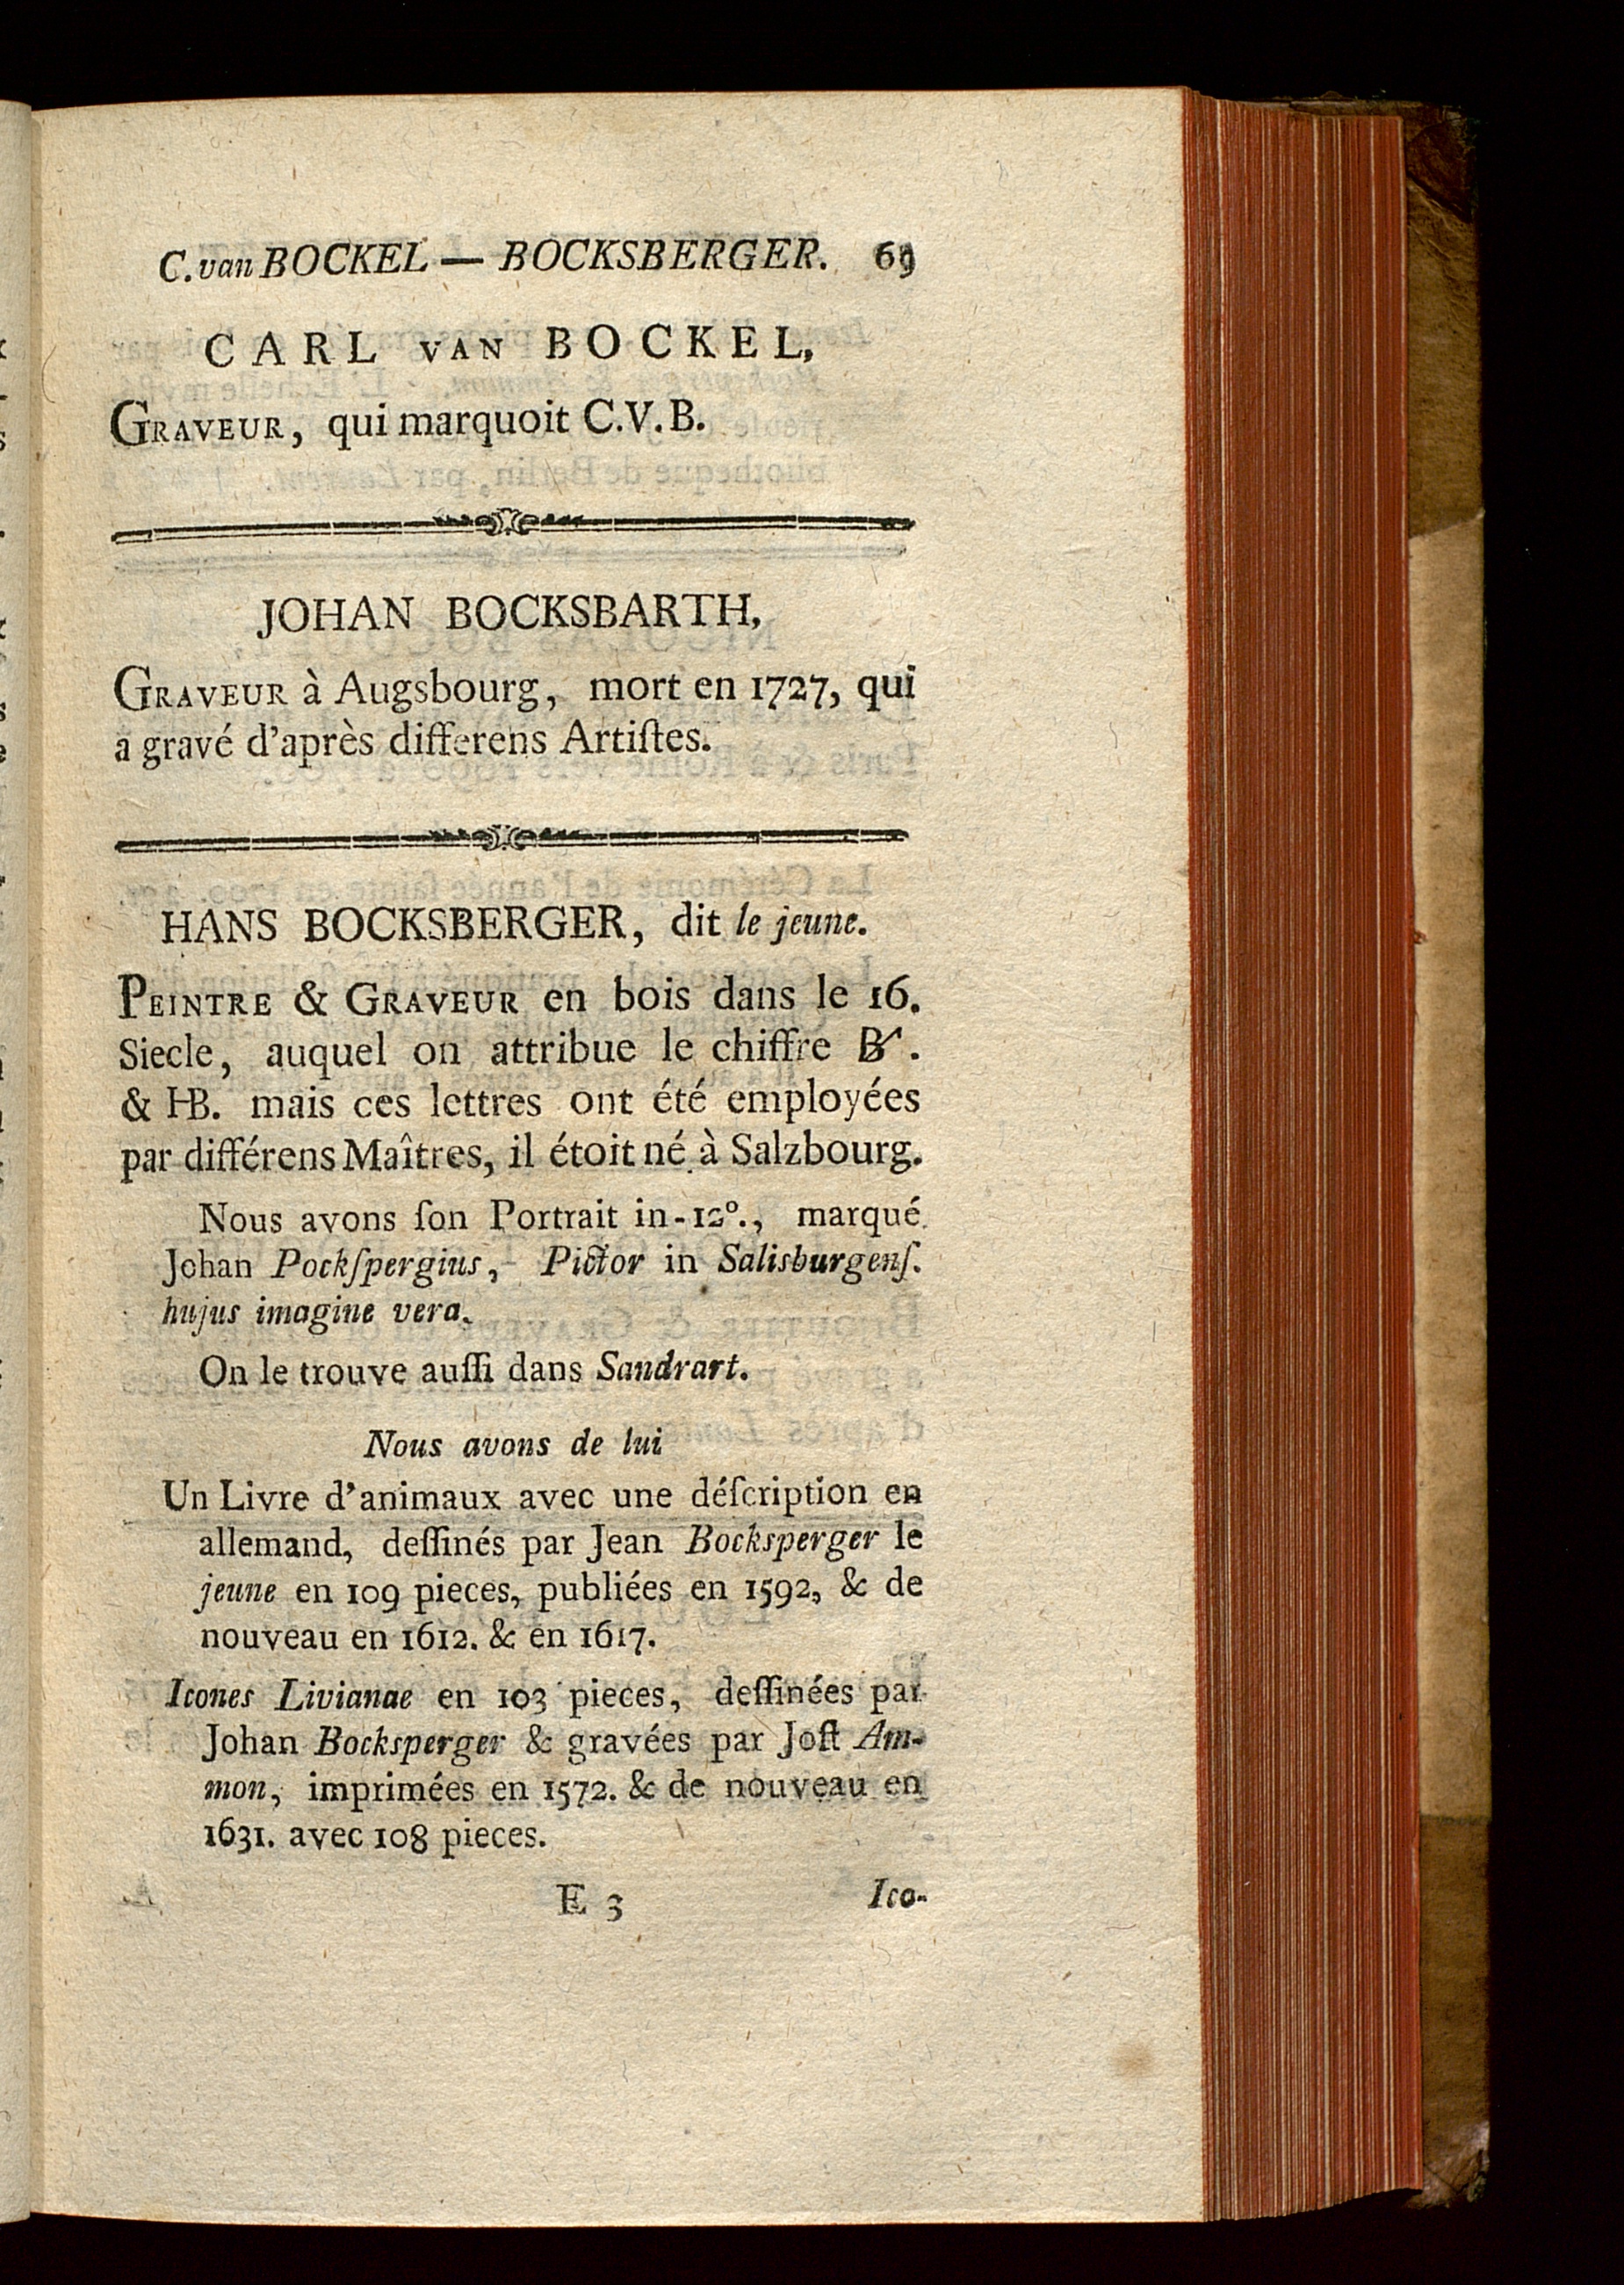 C. van BOCKEL — BOCKSBERGER. 69
CARL VAN BOCKEL,
GRAVEUR, qui marquoit C.V.B.
JOHAN BOCKSBARTH,
GRAVEUR à Augsbourg, mort en 1727, qui
a gravé d'après differens Artiſtes.
HANS BOCKSBERGER, dit le jeune.
PEINTRE & GRAVEUR en bois dans le 16.
Siecle, auquel on attribue le chiffre B.
& HB. mais ces lettres ont été employées
par différens Maîtres, il étoit né à Salzbourg.
Nous avons ſon Portrait in-12°., marqué
Johan Pockſpergius, Pictor in Salisburgenſ.
hujus imagine vera.
On le trouve auſſi dans Sandrart.
Nous avons de lui
Un Livre d'animaux avec une déſcription en
allemand, deſſinés par Jean Bocksperger le
jeune en 109 pieces, publiées en 1592, & de
nouveau en 1612. & en 1617.
Icones Livianae en 103 pieces, deſſinées par
Johan Bocksperger & gravées par Joſt Am-
mon, imprimées en 1572. & de nouveau en
1631. avec 108 pieces.
E 3 Ico-